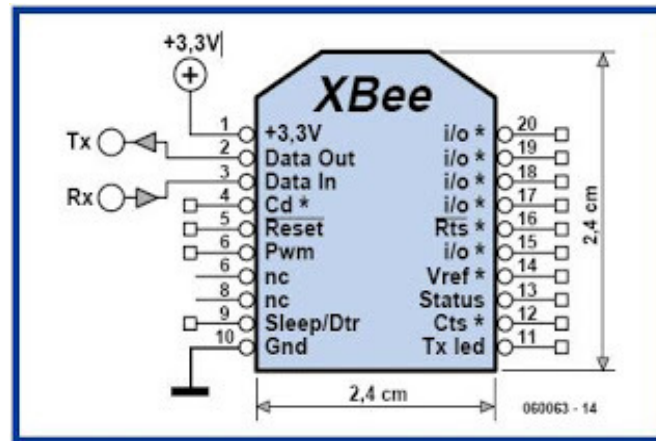 +3,3V
XBee
1 +3,3V i/o * 20
Tx 2 Data Out i/o * 19
3 Data In i/o * 18
Rx 4 Cd * i/o * 17
5 Reset Rts * 16
6 Pwm i/o * 15
6 nc Vref * 14
8 nc Status 13
9 Sleep/Dtr Cts * 12
10 Gnd Tx led 11
2,4 cm
2,4 cm
060063 - 14